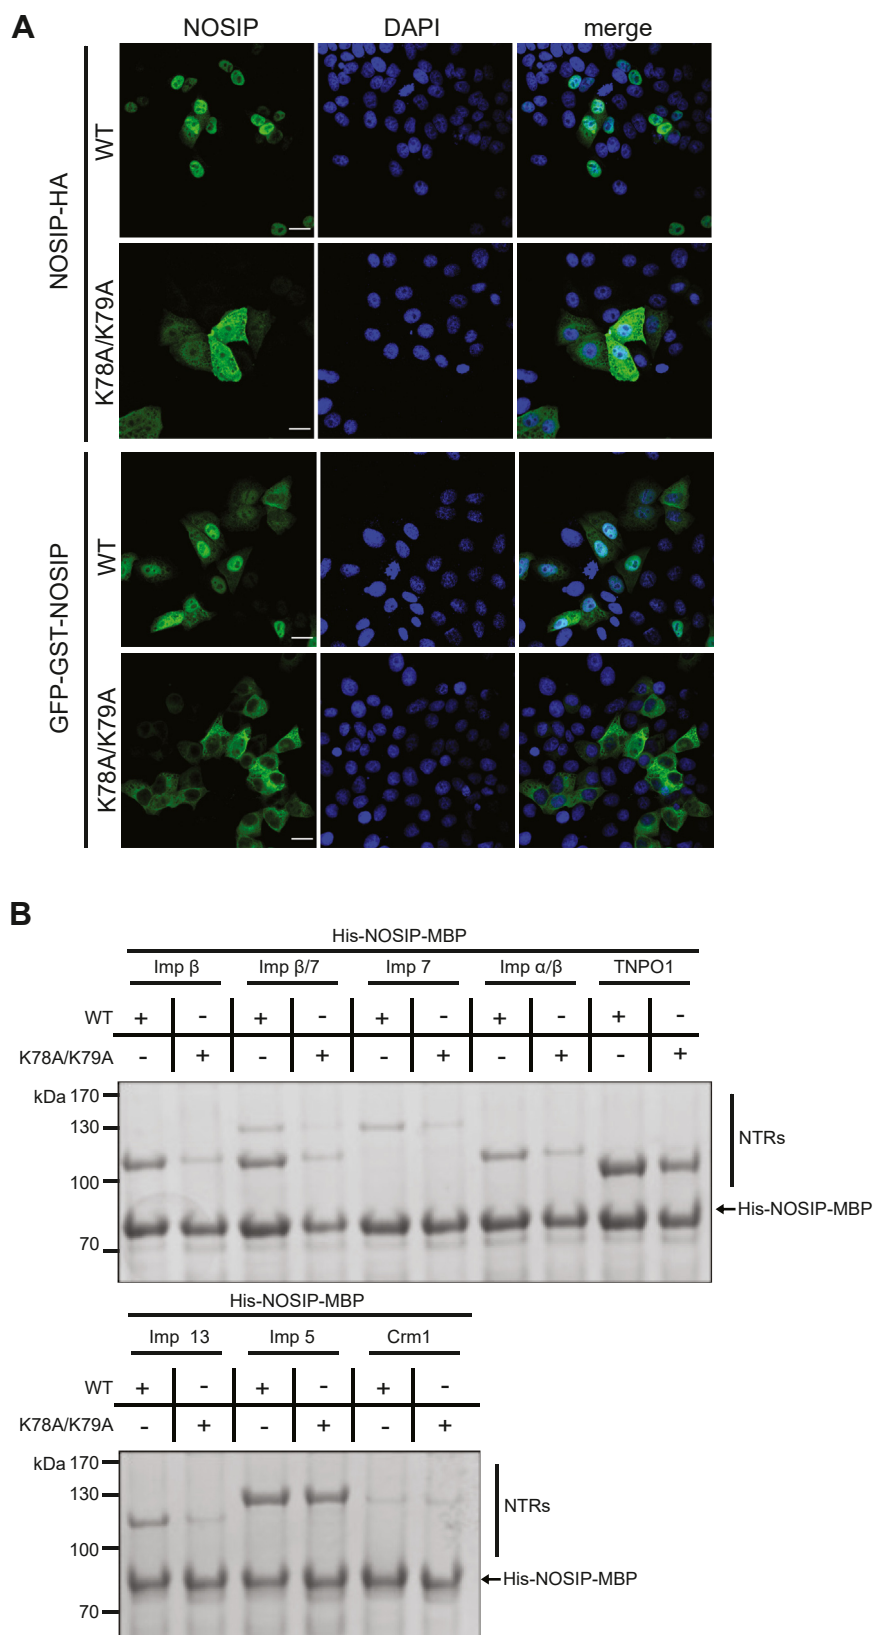 A
NOSIP DAPI merge
NOSIP-HA
WT
K78A/K79A
GFP-GST-NOSIP
WT
K78A/K79A
B
His-NOSIP-MBP
Imp β Imp β/7 Imp 7 Imp α/β TNPO1
WT + - + - + - + - + -
K78A/K79A - + - + - + - + - +
kDa 170
130
NTRs
100
His-NOSIP-MBP
70
His-NOSIP-MBP
Imp 13 Imp 5 Crm1
WT + - + - + -
K78A/K79A - + - + - +
kDa 170
130
NTRs
100
His-NOSIP-MBP
70